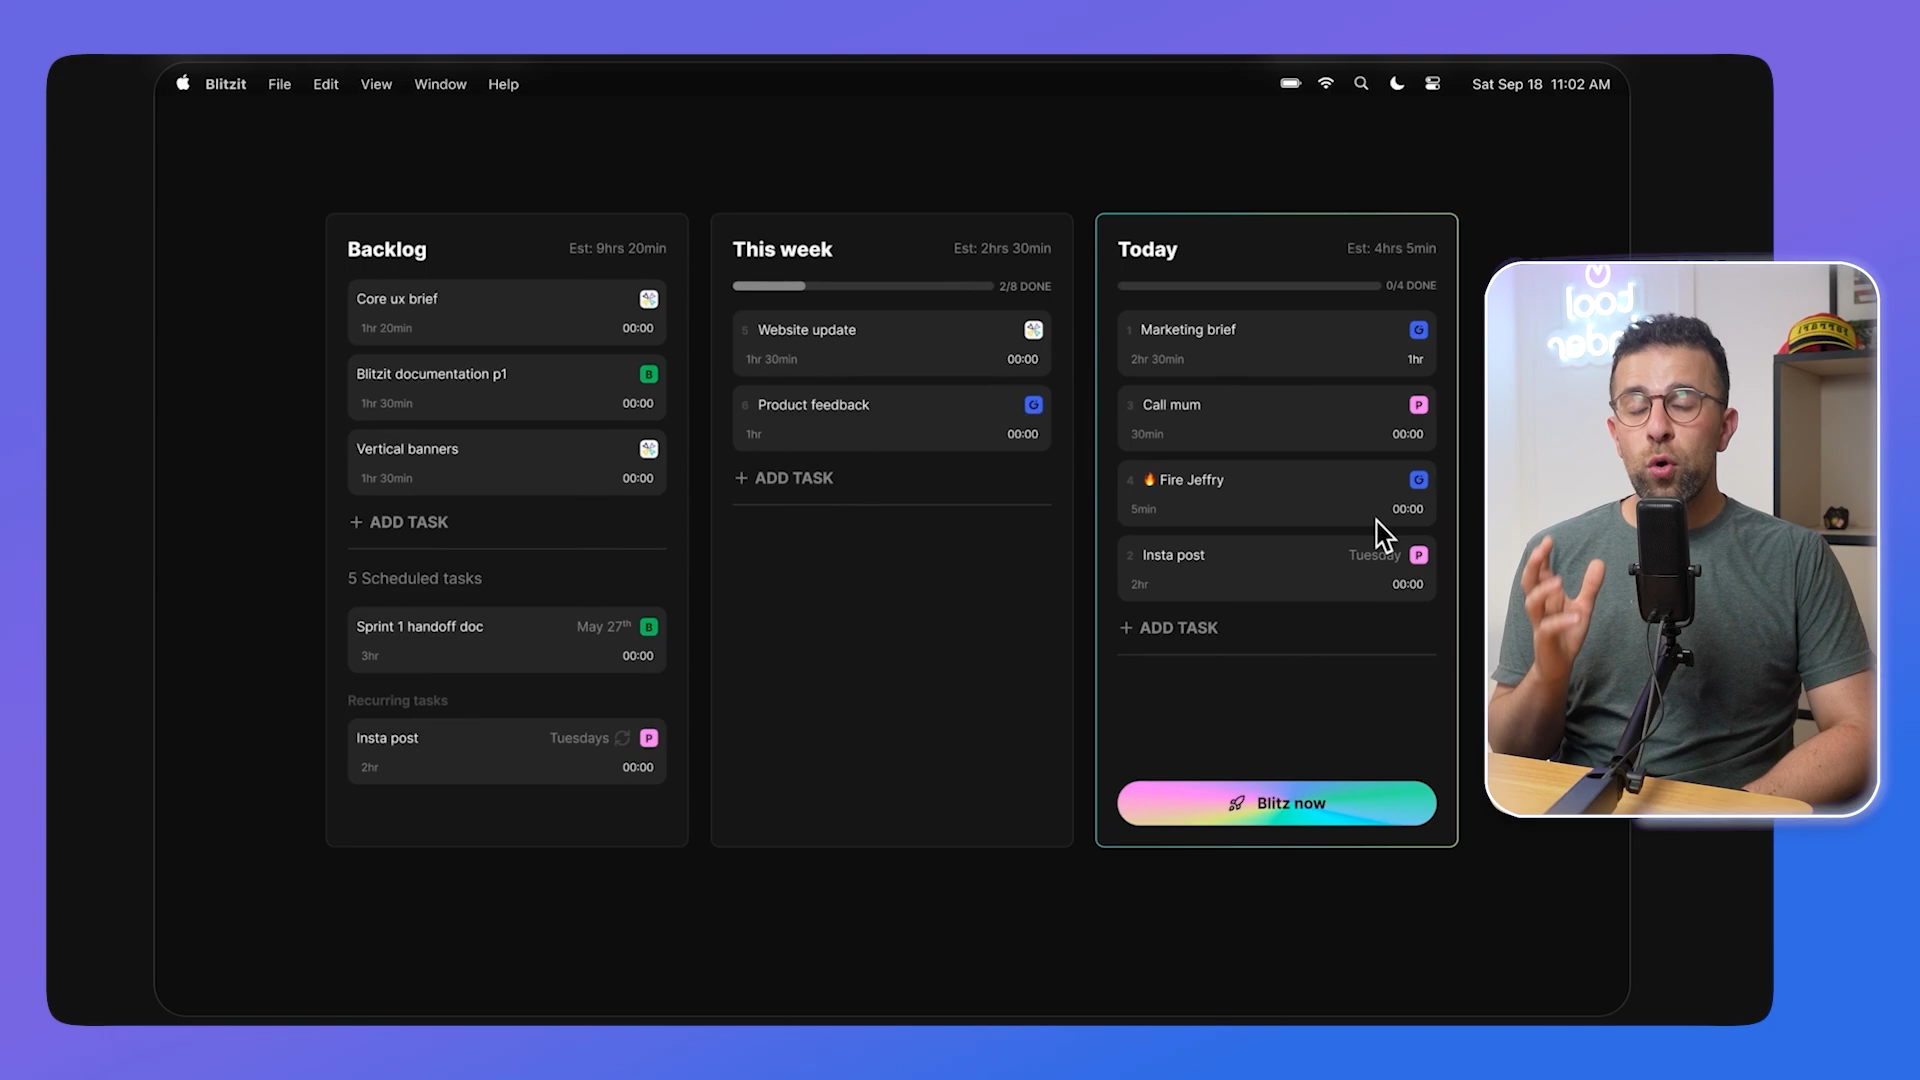 Blitzit File Edit View Window Help
Sat Sep 18 11:02 AM
Backlog
Est: 9hrs 20min
Core ux brief
1hr 20min
00:00
Blitzit documentation p1
B
1hr 30min
00:00
Vertical banners
1hr 30min
00:00
+ ADD TASK
5 Scheduled tasks
Sprint 1 handoff doc
May 27th
B
3hr
00:00
Recurring tasks
Insta post
Tuesdays
P
2hr
00:00
This week
Est: 2hrs 30min
2/8 DONE
5 Website update
1hr 30min
00:00
6 Product feedback
G
1hr
00:00
+ ADD TASK
Today
Est: 4hrs 5min
0/4 DONE
1 Marketing brief
G
2hr 30min
1hr
3 Call mum
P
30min
00:00
4 🔥 Fire Jeffry
G
5min
00:00
2 Insta post
Tuesday
P
2hr
00:00
+ ADD TASK
Blitz now